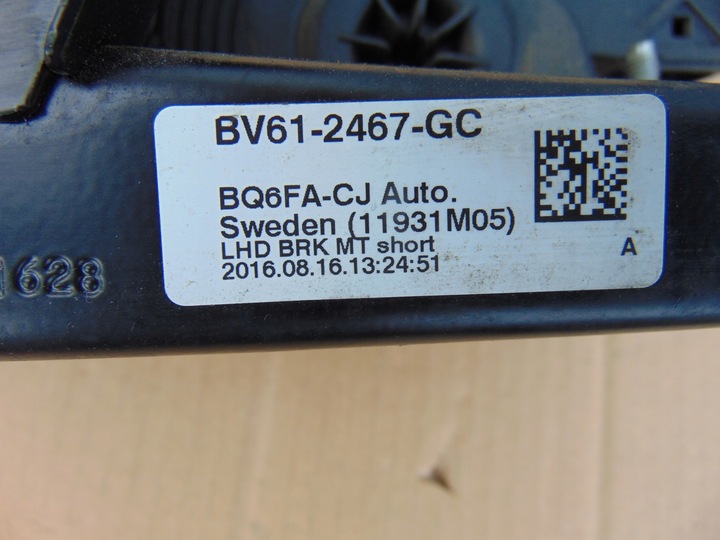 BV61-2467-GC
BQ6FA-CJ Auto.
Sweden (11931M05)
LHD BRK MT short
2016.08.16.13:24:51
A
1628